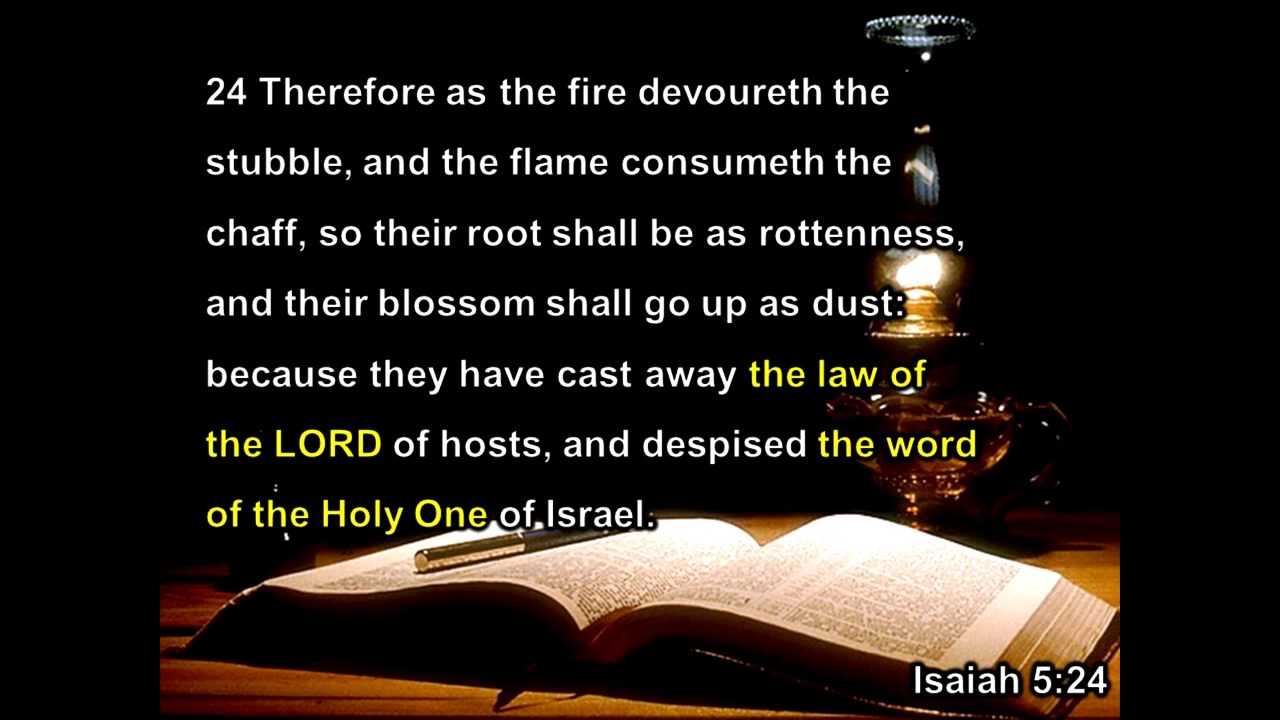 24 Therefore as the fire devoureth the
stubble, and the flame consumeth the
chaff, so their root shall be as rottenness,
and their blossom shall go up as dust:
because they have cast away the law of
the LORD of hosts, and despised the word
of the Holy One of Israel.
Isaiah 5:24